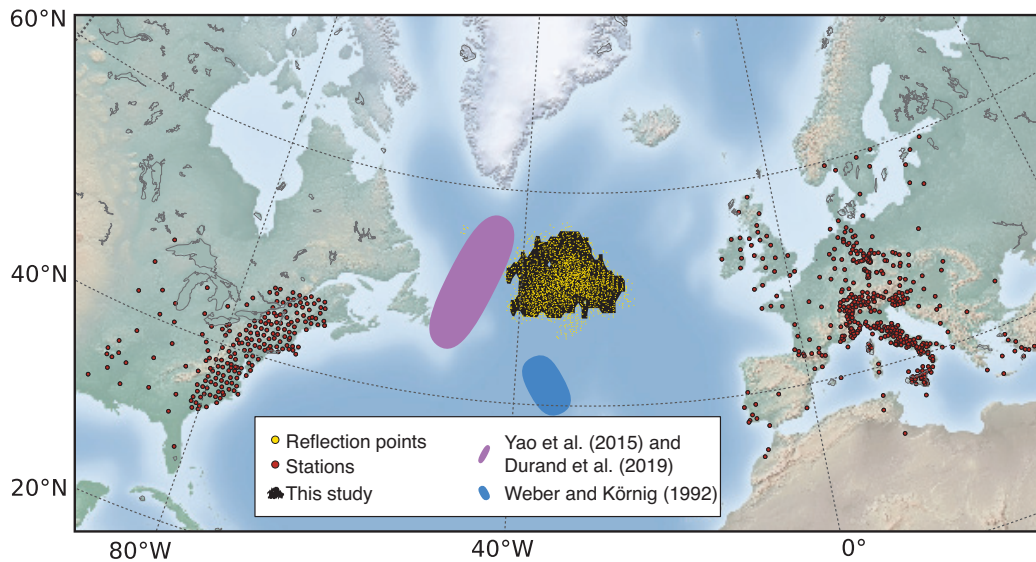 60°N
40°N
20°N
Reflection points
Stations
This study
Yao et al. (2015) and
Durand et al. (2019)
Weber and Körnig (1992)
80°W
40°W
0°